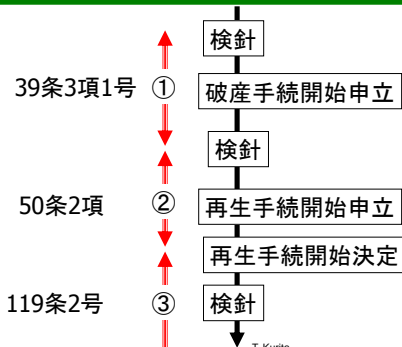 検針
39条3項1号 ① 破産手続開始申立
検針
50条2項 ② 再生手続開始申立
再生手続開始決定
119条2号 ③ 検針